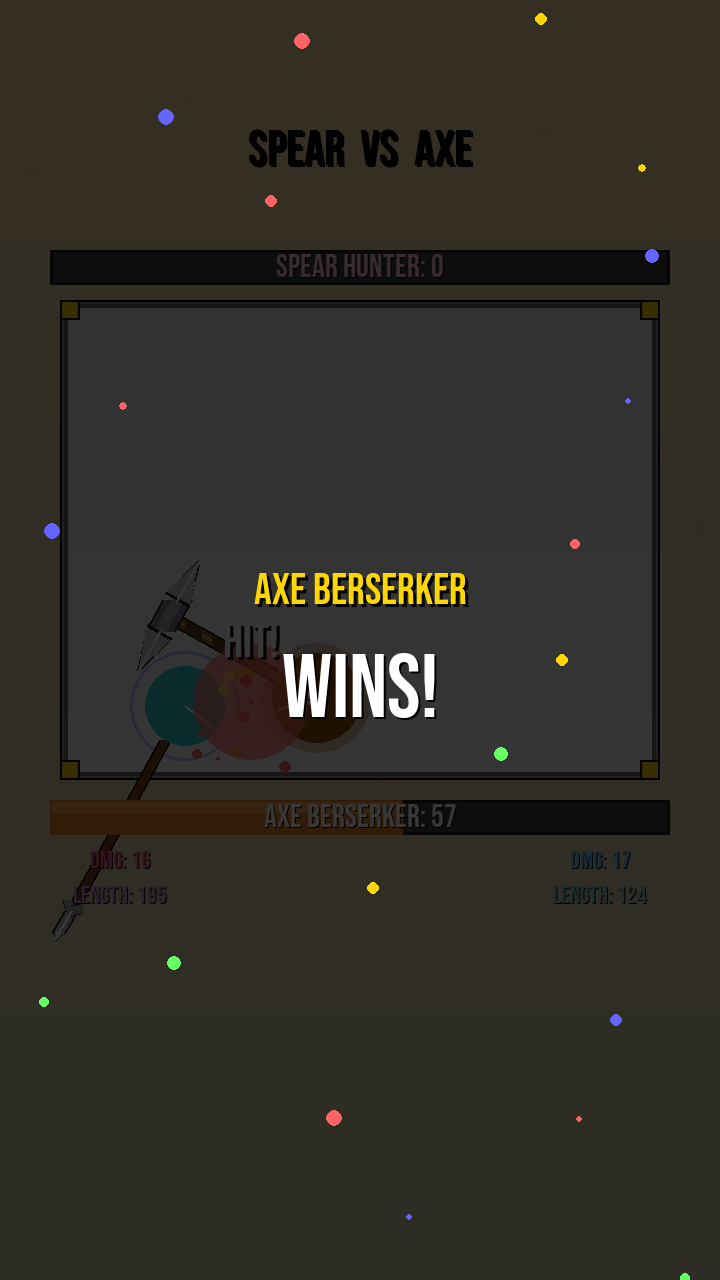 SPEAR VS AXE
SPEAR HUNTER: 0
AXE BERSERKER
HIT!
WINS!
AXE BERSERKER: 57
DMG: 16
DMG: 17
LENGTH: 195
LENGTH: 124